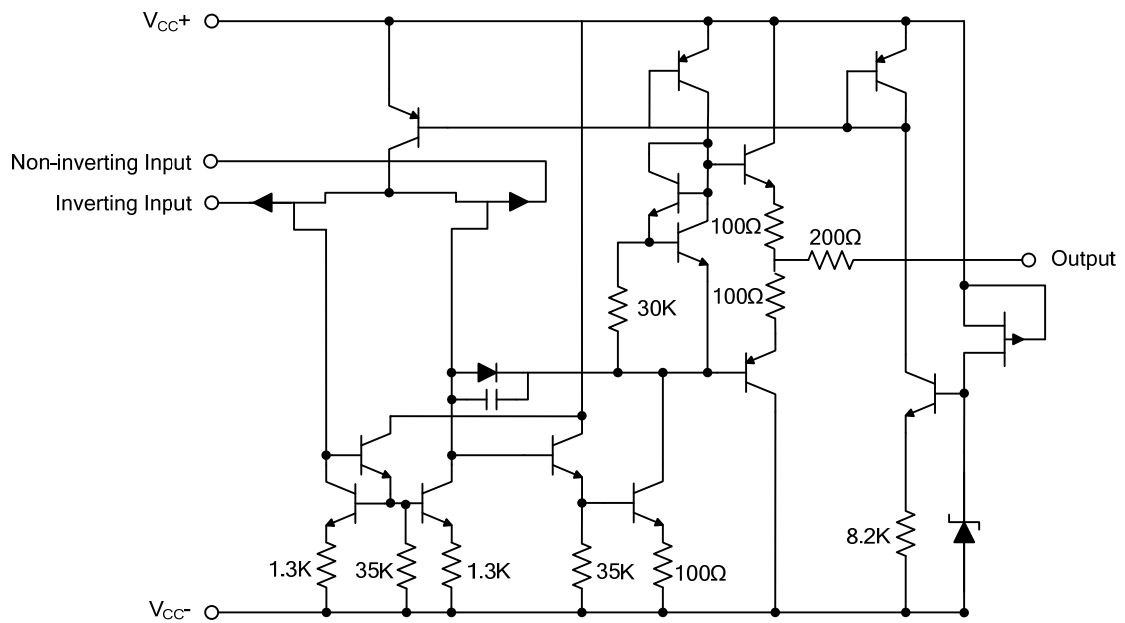 VCC+
Non-inverting Input
Inverting Input
100Ω
200Ω
Output
100Ω
30K
8.2K
1.3K
35K
1.3K
35K
100Ω
VCC-